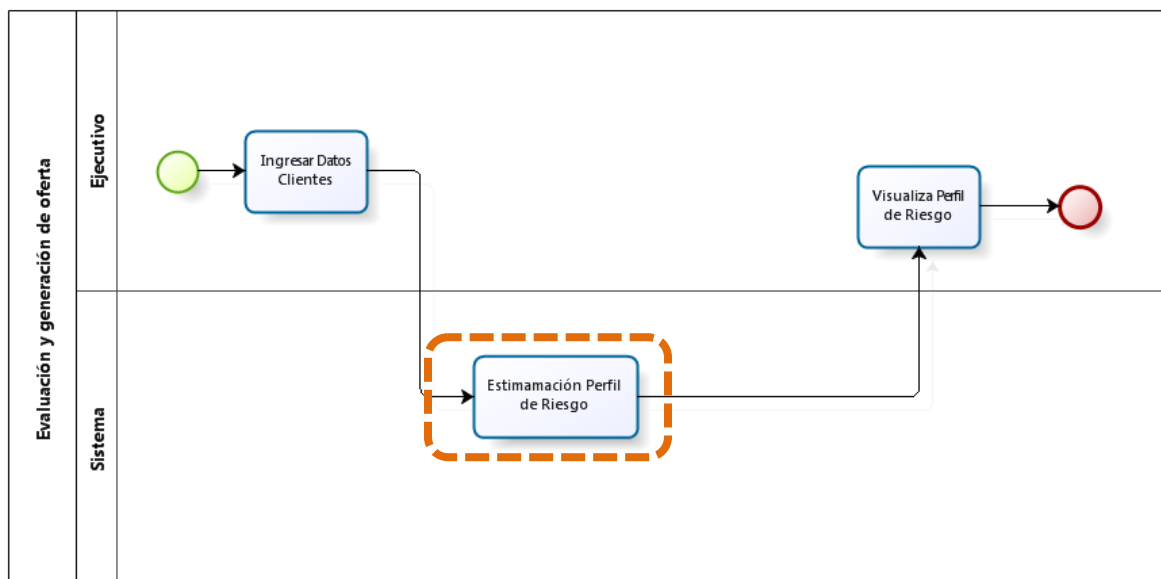 Evaluación y generación de oferta
Ejecutivo
Ingresar Datos
Clientes
Visualiza Perfil
de Riesgo
Sistema
Estimamación Perfil
de Riesgo